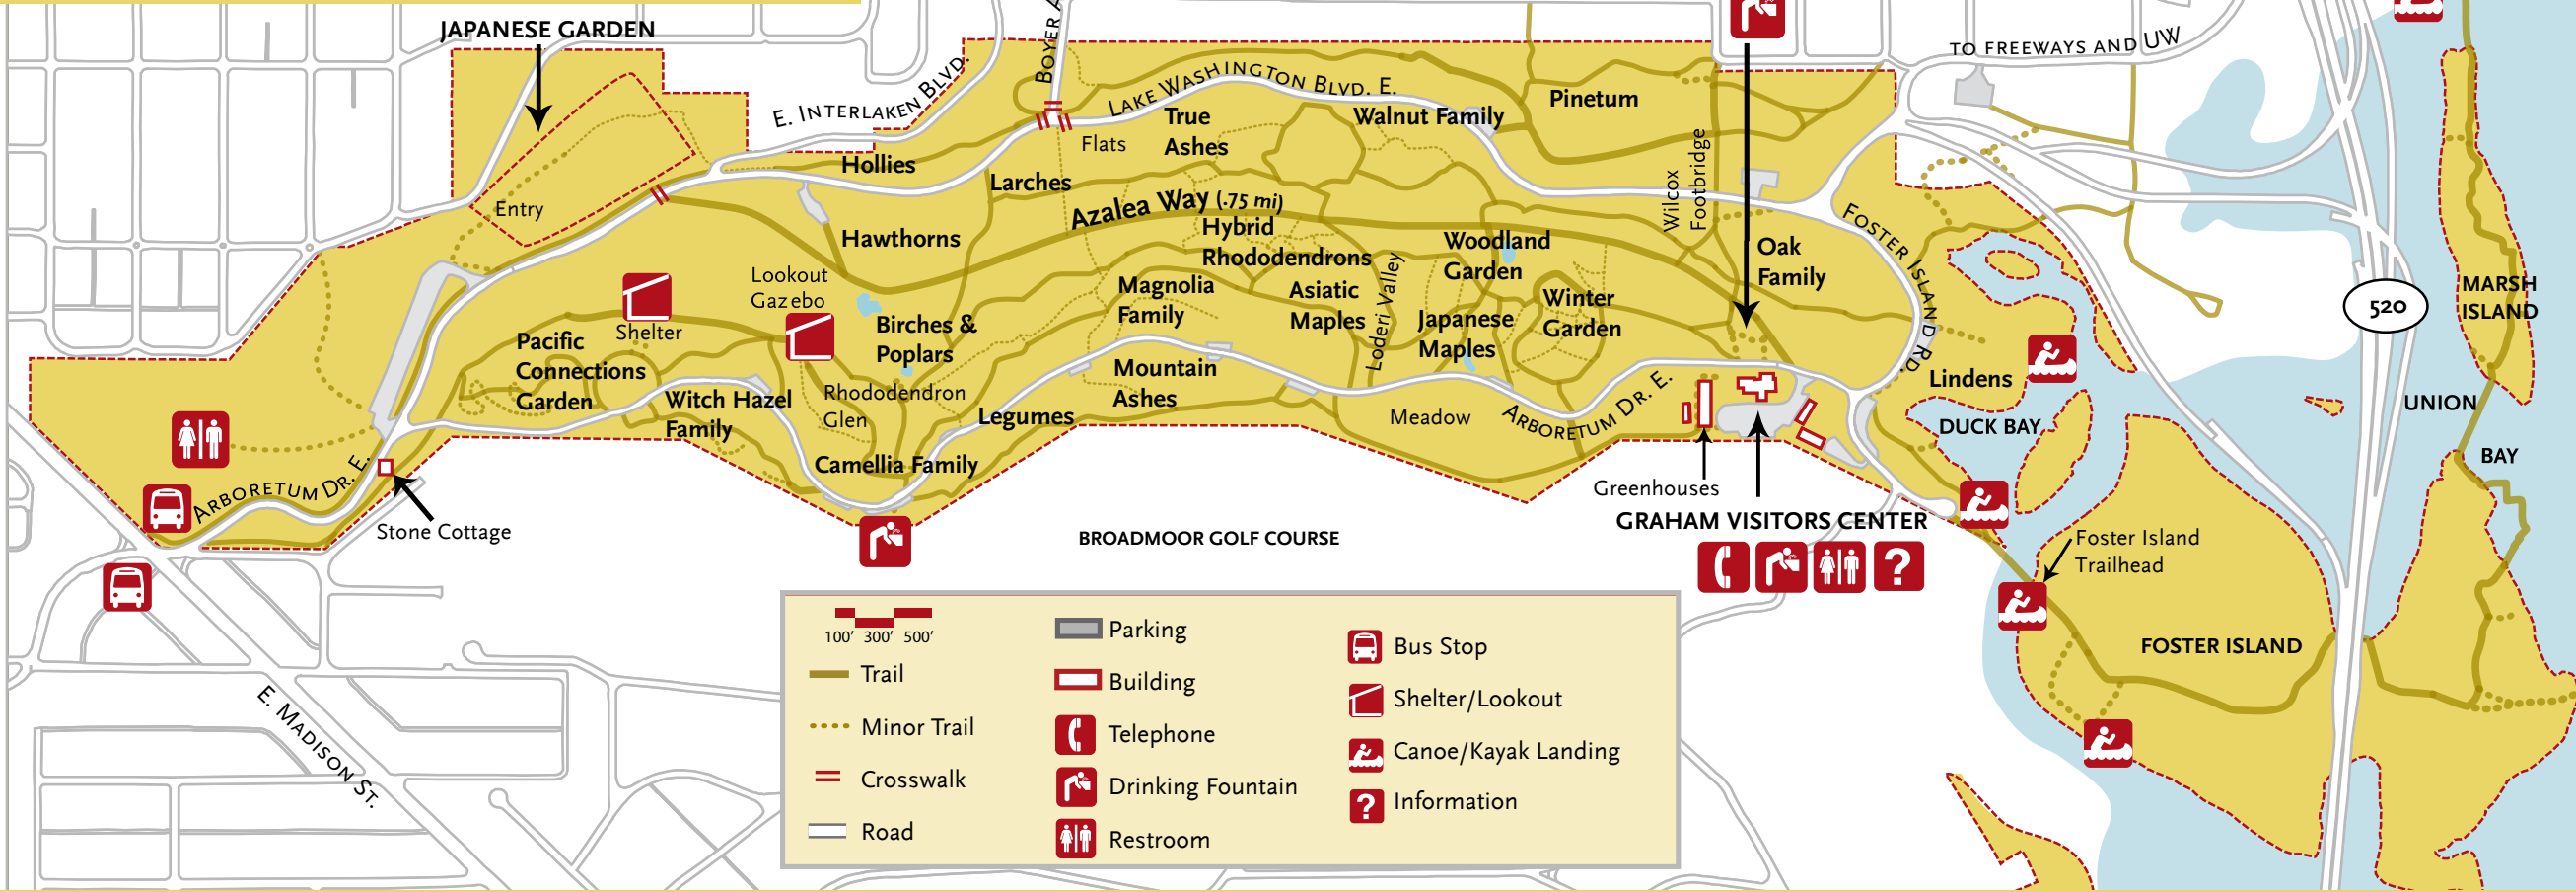 JAPANESE GARDEN
E. INTERLAKEN BLVD.
BOYER A
LAKE WASHINGTON BLVD. E.
TO FREEWAYS AND UW
Pinetum
Walnut Family
True
Ashes
Flats
Hollies
Larches
Azalea Way (.75 mi)
Entry
Hawthorns
Hybrid
Rhododendrons
Woodland
Garden
Wilcox
Footbridge
Oak
Family
FOSTER ISLAND RD.
MARSH
ISLAND
520
Lookout
Gazebo
Shelter
Magnolia
Family
Asiatic
Maples
Loderi Valley
Japanese
Maples
Winter
Garden
Pacific
Connections
Garden
Birches &
Poplars
Mountain
Ashes
Lindens
Witch Hazel
Family
Rhododendron
Glen
Legumes
Meadow
ARBORETUM DR. E.
DUCK BAY
UNION
BAY
Camellia Family
ARBORETUM DR. E.
Stone Cottage
Greenhouses
GRAHAM VISITORS CENTER
?
BROADMOOR GOLF COURSE
Foster Island
Trailhead
FOSTER ISLAND
E. MADISON ST.
100' 300' 500'
Trail
Minor Trail
Crosswalk
Road
Parking
Building
Telephone
Drinking Fountain
Restroom
Bus Stop
Shelter/Lookout
Canoe/Kayak Landing
? Information